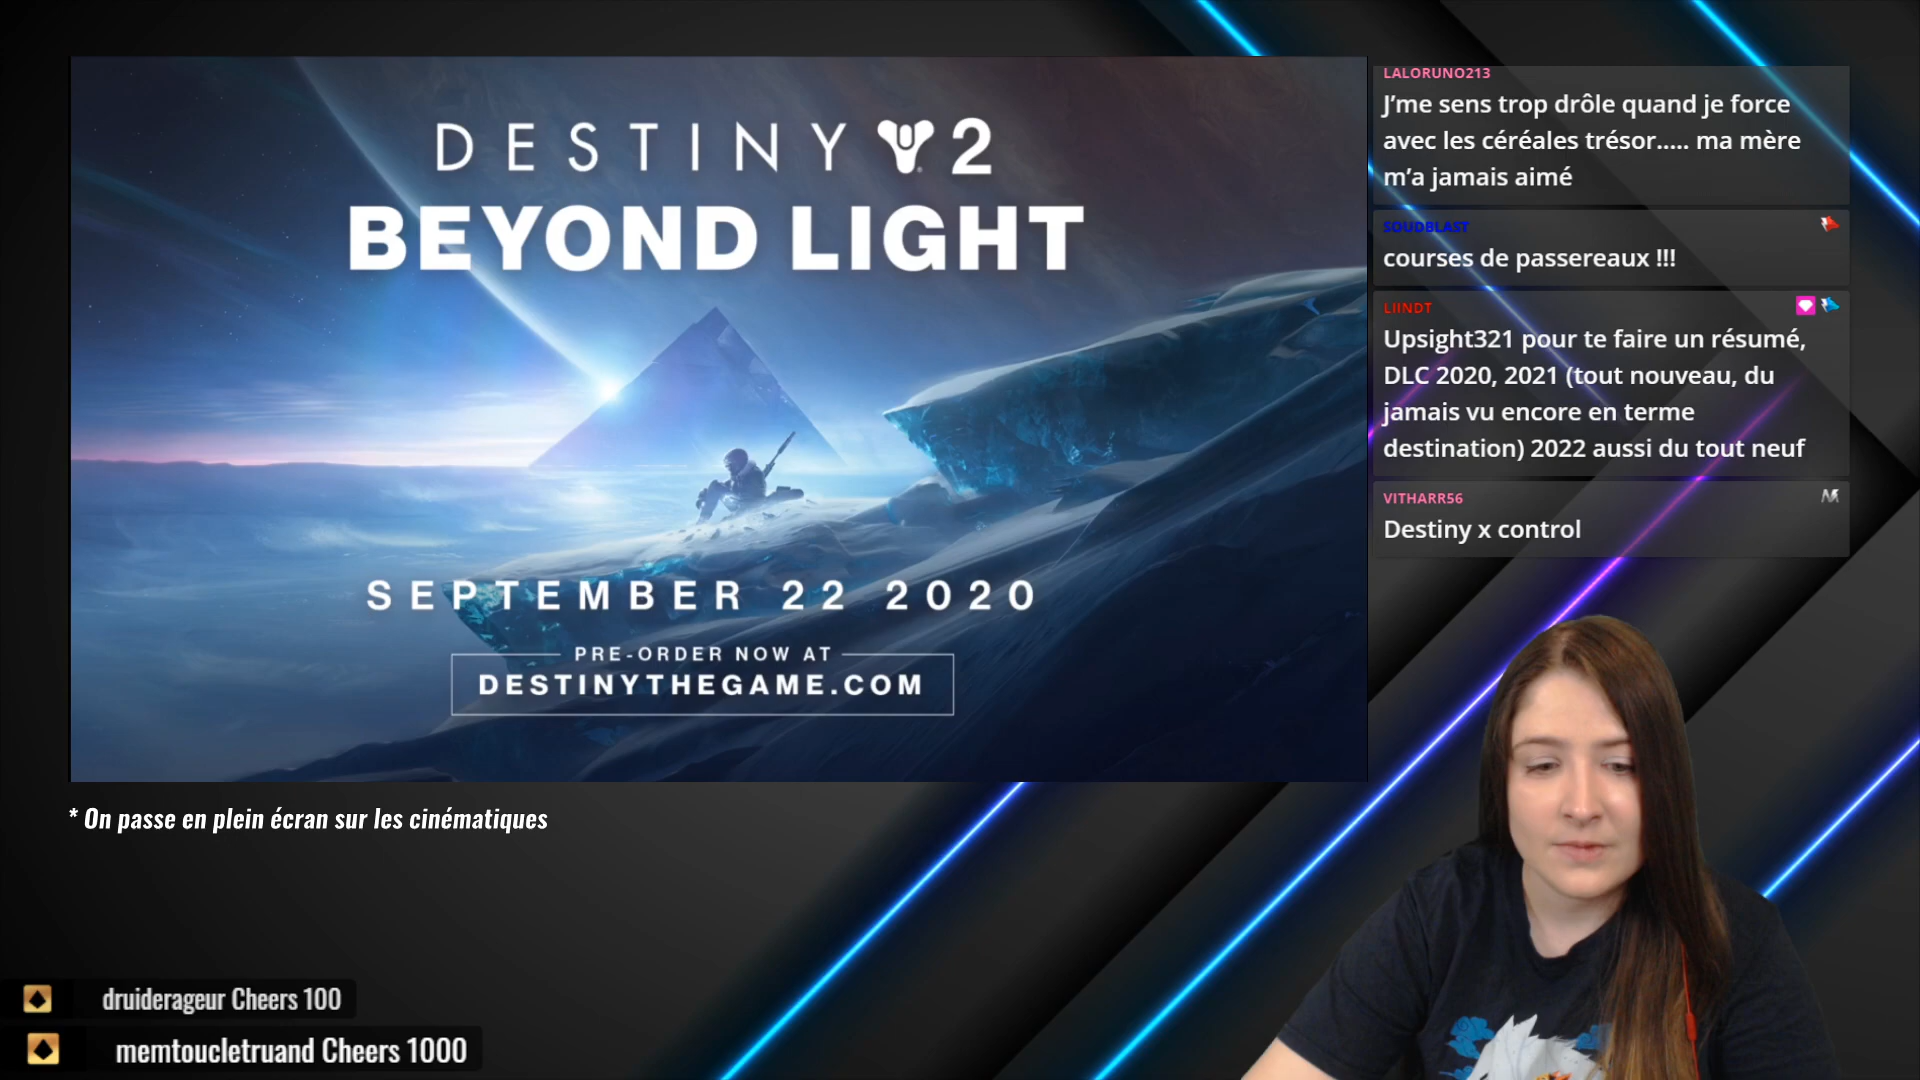 DESTINY 2
BEYOND LIGHT
SEPTEMBER 22 2020
PRE-ORDER NOW AT
DESTINYTHEGAME.COM
* On passe en plein écran sur les cinématiques
druiderageur Cheers 100
memtoucletruand Cheers 1000
LALORUNO213
J'me sens trop drôle quand je force
avec les céréales trésor..... ma mère
m'a jamais aimé
SOUDBLAST
courses de passereaux !!!
LIINDT
Upsight321 pour te faire un résumé,
DLC 2020, 2021 (tout nouveau, du
jamais vu encore en terme
destination) 2022 aussi du tout neuf
VITHARR56
Destiny x control